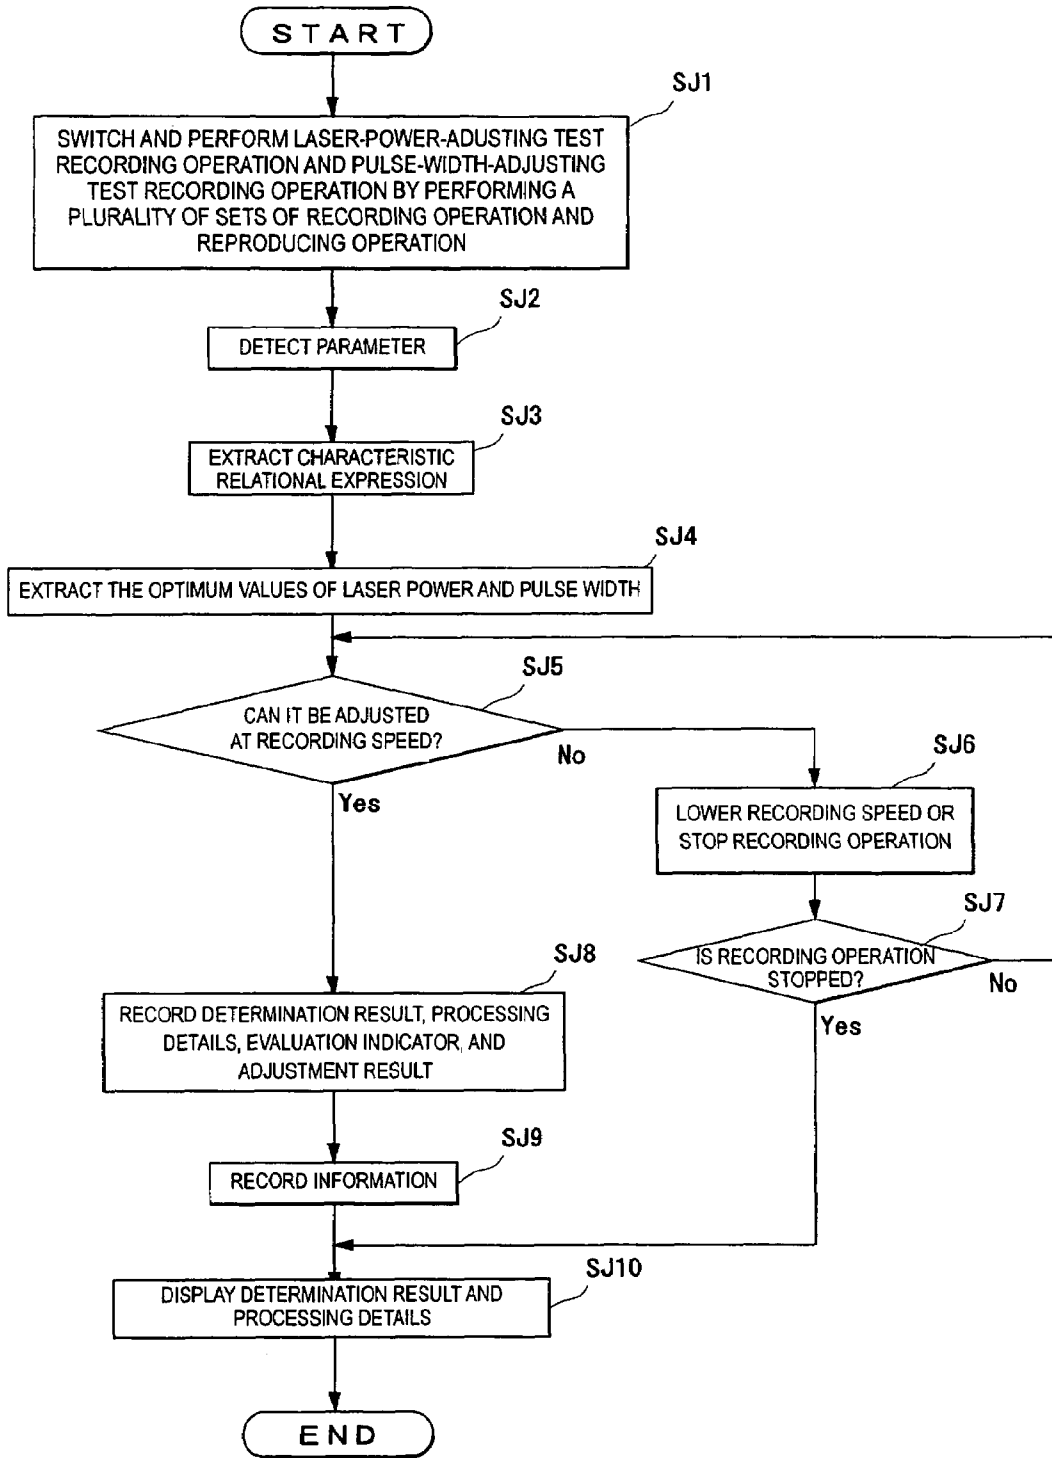 START
SJ1
SWITCH AND PERFORM LASER-POWER-ADUSTING TEST
RECORDING OPERATION AND PULSE-WIDTH-ADJUSTING
TEST RECORDING OPERATION BY PERFORMING A
PLURALITY OF SETS OF RECORDING OPERATION AND
REPRODUCING OPERATION
SJ2
DETECT PARAMETER
SJ3
EXTRACT CHARACTERISTIC
RELATIONAL EXPRESSION
SJ4
EXTRACT THE OPTIMUM VALUES OF LASER POWER AND PULSE WIDTH
SJ5
CAN IT BE ADJUSTED
AT RECORDING SPEED?
No
Yes
SJ6
LOWER RECORDING SPEED OR
STOP RECORDING OPERATION
SJ7
IS RECORDING OPERATION
STOPPED?
No
Yes
SJ8
RECORD DETERMINATION RESULT, PROCESSING
DETAILS, EVALUATION INDICATOR, AND
ADJUSTMENT RESULT
SJ9
RECORD INFORMATION
SJ10
DISPLAY DETERMINATION RESULT AND
PROCESSING DETAILS
END